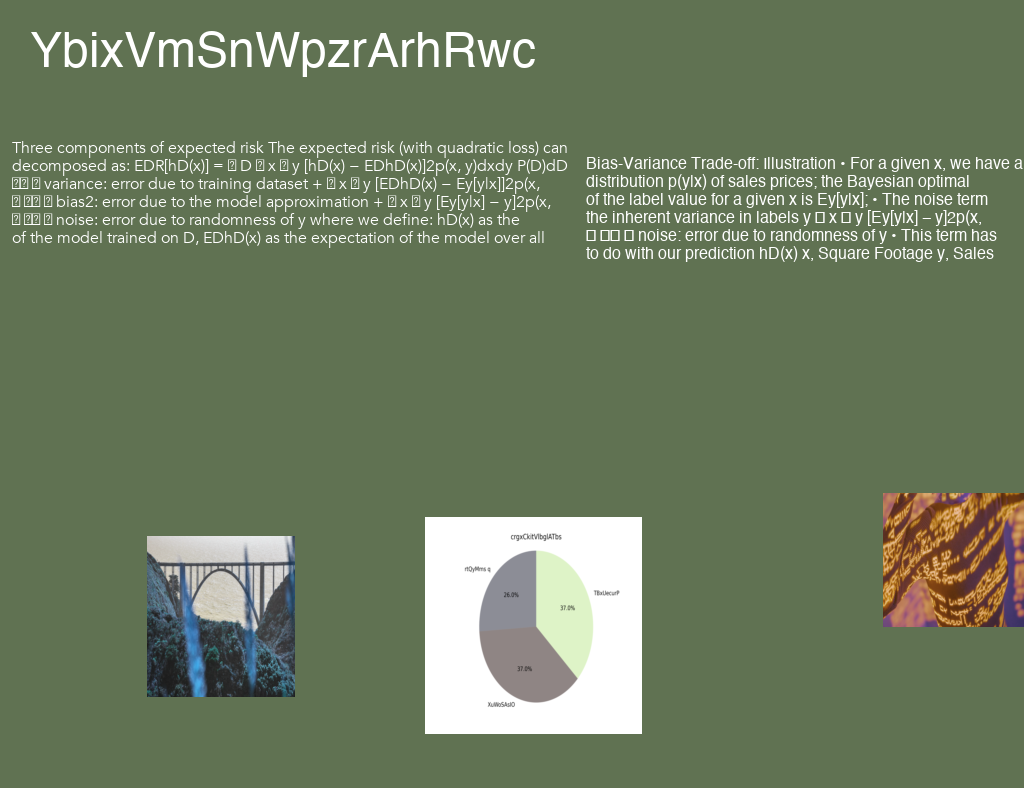 YbixVmSnWpzrArhRwc
Three components of expected risk The expected risk (with quadratic loss) can
decomposed as: EDR[hD(x)] = D x y [hD(x) − EDhD(x)]2p(x, y)dxdy P(D)dD
variance: error due to training dataset + x y [EDhD(x) − Ey[y|x]]2p(x,
bias2: error due to the model approximation + x y [Ey[y|x] − y]2p(x,
noise: error due to randomness of y where we define: hD(x) as the
of the model trained on D, EDhD(x) as the expectation of the model over all
Bias-Variance Trade-off: Illustration • For a given x, we have a
distribution p(y|x) of sales prices; the Bayesian optimal
of the label value for a given x is Ey[y|x]; • The noise term
the inherent variance in labels y x y [Ey[y|x] − y]2p(x,
noise: error due to randomness of y • This term has
to do with our prediction hD(x) x, Square Footage y, Sales
crgxCkitVlbglATbs
rtQyMms q
26.0%
TBxUecurP
37.0%
37.0%
XuWoSAslO